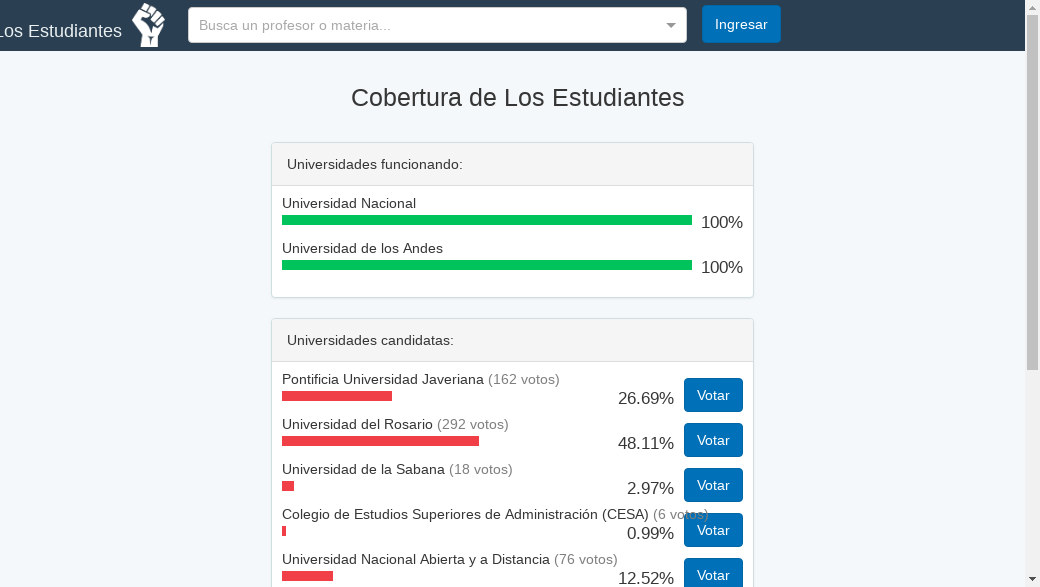 Los Estudiantes
Busca un profesor o materia...
Ingresar
Cobertura de Los Estudiantes
Universidades funcionando:
Universidad Nacional
100%
Universidad de los Andes
100%
Universidades candidatas:
Pontificia Universidad Javeriana (162 votos)
26.69%
Votar
Universidad del Rosario (292 votos)
48.11%
Votar
Universidad de la Sabana (18 votos)
2.97%
Votar
Colegio de Estudios Superiores de Administración (CESA) (6 votos)
0.99%
Votar
Universidad Nacional Abierta y a Distancia (76 votos)
12.52%
Votar